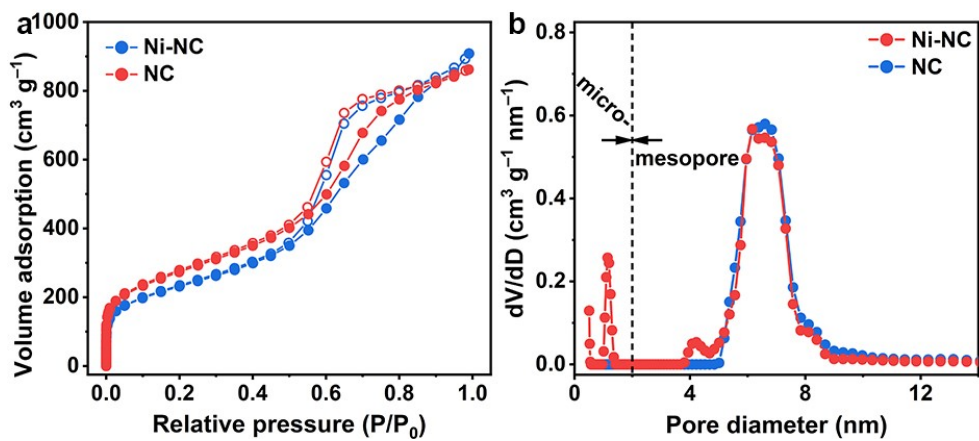 a
1000
800
600
400
200
0
Volume adsorption (cm³ g⁻¹)
Ni-NC
NC
0.0 0.2 0.4 0.6 0.8 1.0
Relative pressure (P/P₀)
b
0.8
0.6
0.4
0.2
0.0
dV/dD (cm³ g⁻¹ nm⁻¹)
Ni-NC
NC
micro-
mesopore
0 4 8 12
Pore diameter (nm)